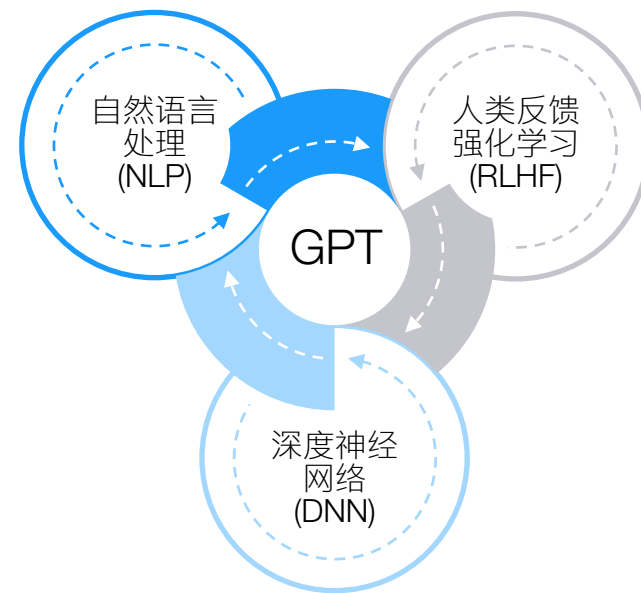 自然语言
处理
(NLP)
人类反馈
强化学习
(RLHF)
GPT
深度神经
网络
(DNN)